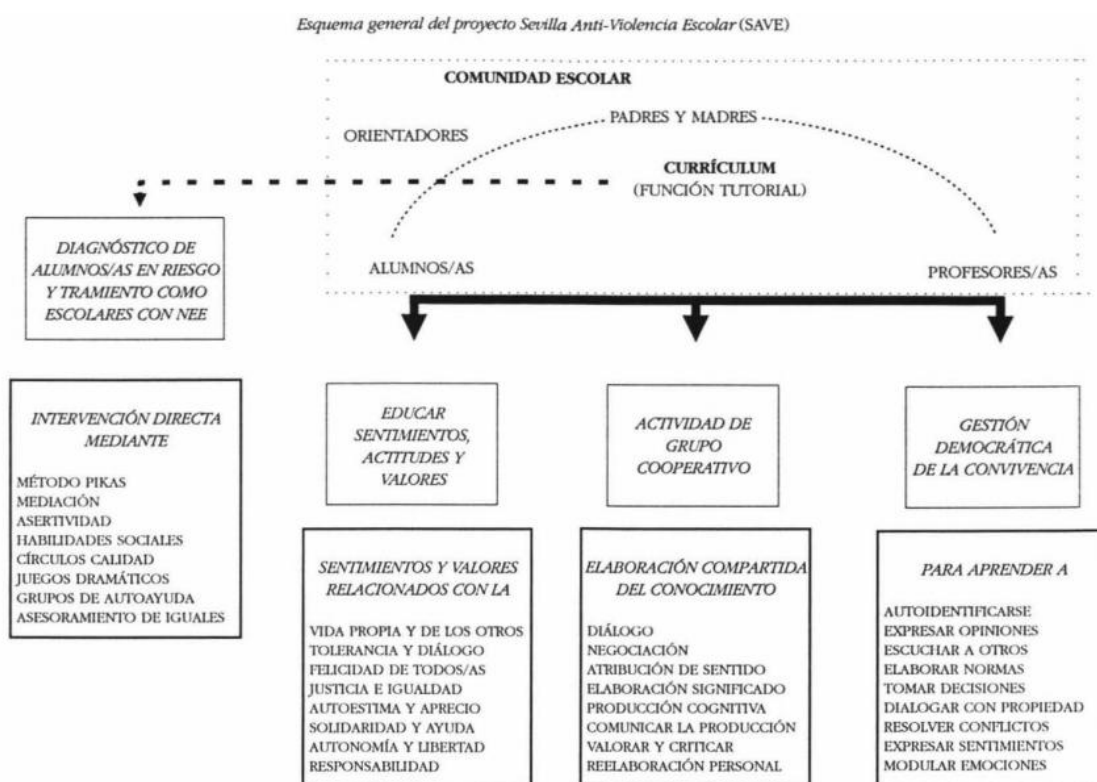 Esquema general del proyecto Sevilla Anti-Violencia Escolar (SAVE)
COMUNIDAD ESCOLAR
PADRES Y MADRES
ORIENTADORES
CURRÍCULUM
(FUNCIÓN TUTORIAL)
ALUMNOS/AS
PROFESORES/AS
DIAGNÓSTICO DE
ALUMNOS/AS EN RIESGO
Y TRAMIENTO COMO
ESCOLARES CON NEE
INTERVENCIÓN DIRECTA
MEDIANTE
MÉTODO PIKAS
MEDIACIÓN
ASERTIVIDAD
HABILIDADES SOCIALES
CÍRCULOS CALIDAD
JUEGOS DRAMÁTICOS
GRUPOS DE AUTOAYUDA
ASESORAMIENTO DE IGUALES
EDUCAR
SENTIMIENTOS,
ACTITUDES Y
VALORES
SENTIMIENTOS Y VALORES
RELACIONADOS CON LA
VIDA PROPIA Y DE LOS OTROS
TOLERANCIA Y DIÁLOGO
FELICIDAD DE TODOS/AS
JUSTICIA E IGUALDAD
AUTOESTIMA Y APRECIO
SOLIDARIDAD Y AYUDA
AUTONOMÍA Y LIBERTAD
RESPONSABILIDAD
ACTIVIDAD DE
GRUPO
COOPERATIVO
ELABORACIÓN COMPARTIDA
DEL CONOCIMIENTO
DIÁLOGO
NEGOCIACIÓN
ATRIBUCIÓN DE SENTIDO
ELABORACIÓN SIGNIFICADO
PRODUCCIÓN COGNITIVA
COMUNICAR LA PRODUCCIÓN
VALORAR Y CRITICAR
REELABORACIÓN PERSONAL
GESTIÓN
DEMOCRÁTICA
DE LA CONVIVENCIA
PARA APRENDER A
AUTOIDENTIFICARSE
EXPRESAR OPINIONES
ESCUCHAR A OTROS
ELABORAR NORMAS
TOMAR DECISIONES
DIALOGAR CON PROPIEDAD
RESOLVER CONFLICTOS
EXPRESAR SENTIMIENTOS
MODULAR EMOCIONES